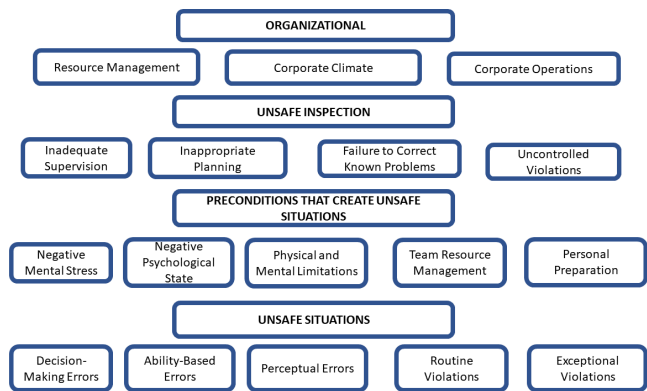 ORGANIZATIONAL
Resource Management
Corporate Climate
Corporate Operations
UNSAFE INSPECTION
Inadequate
Supervision
Inappropriate
Planning
Failure to Correct
Known Problems
Uncontrolled
Violations
PRECONDITIONS THAT CREATE UNSAFE
SITUATIONS
Negative
Mental Stress
Negative
Psychological
State
Physical and
Mental Limitations
Team Resource
Management
Personal
Preparation
UNSAFE SITUATIONS
Decision-
Making Errors
Ability-Based
Errors
Perceptual Errors
Routine
Violations
Exceptional
Violations